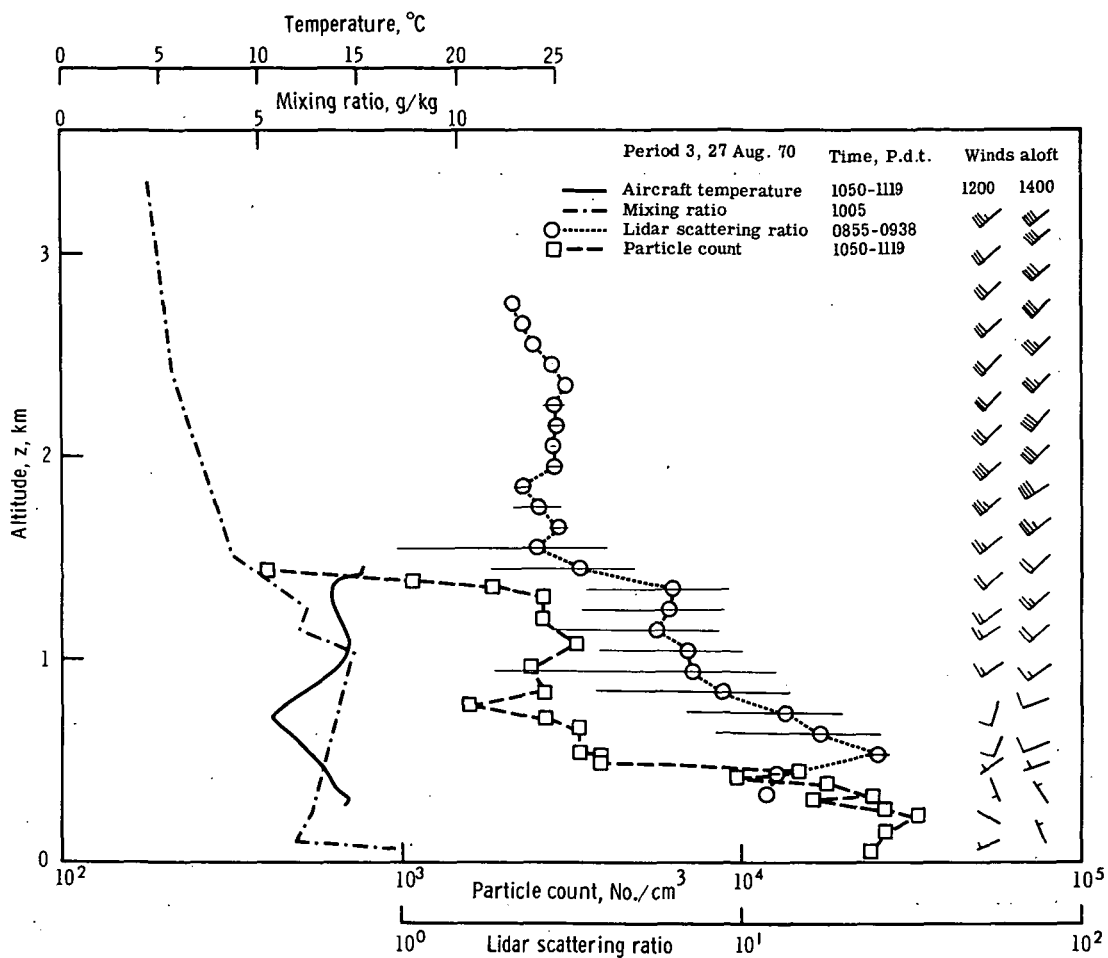 Temperature, °C
0 5 10 15 20 25
Mixing ratio, g/kg
0 5 10
Period 3, 27 Aug. 70 Time, P.d.t. Winds aloft
Aircraft temperature 1050-1119 1200 1400
Mixing ratio 1005
Lidar scattering ratio 0855-0938
Particle count 1050-1119
Altitude, z, km
3
2
1
0
10² 10³ 10⁴ 10⁵
Particle count, No./cm³
10⁰ 10¹ 10²
Lidar scattering ratio